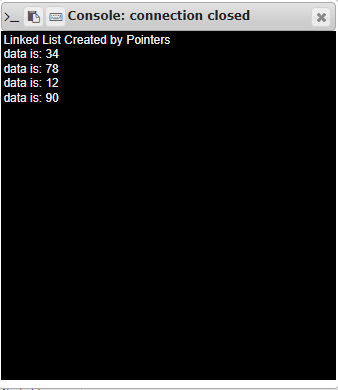 >_ Console: connection closed
Linked List Created by Pointers
data is: 34
data is: 78
data is: 12
data is: 90